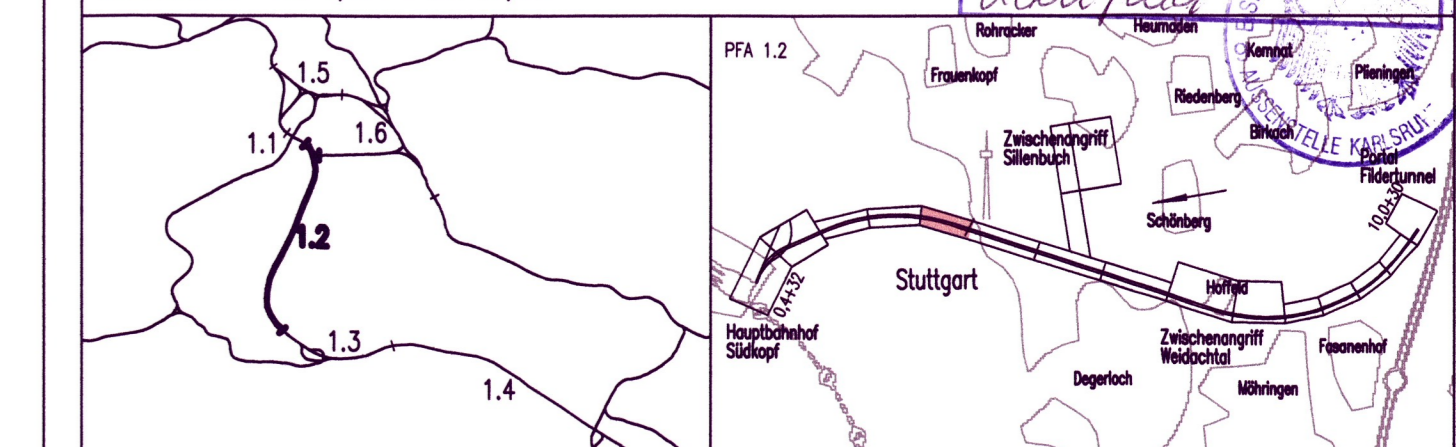 1.5
1.1
1.6
1.2
1.3
1.4
PFA 1.2
Rohracker
Heumaden
Kemnat
Frauenkopf
Plieningen
Riedenberg
Birkach
AUSSENSTELLE KARLSRUH
Zwischenangriff
Sillenbuch
Portal
Fildertunnel
10,0+30
Schönberg
Stuttgart
0,4+32
Hoffeld
Hauptbahnhof
Südkopf
Zwischenangriff
Weidachtal
Fasanenhof
Degerloch
Möhringen